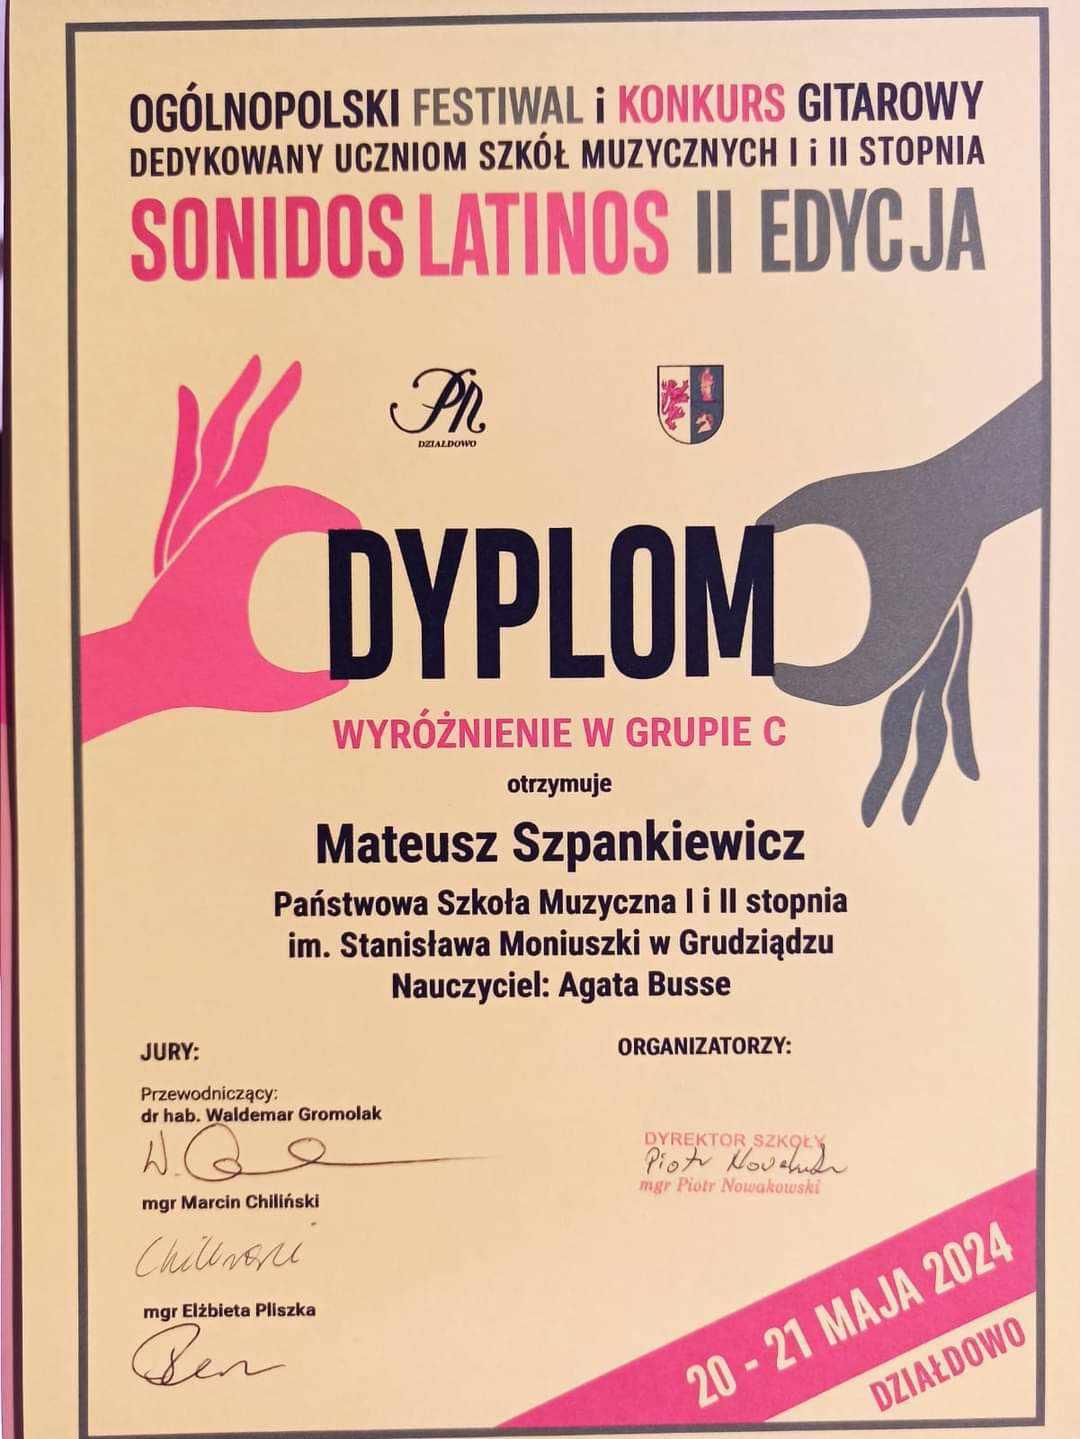 OGÓLNOPOLSKI FESTIWAL i KONKURS GITAROWY
DEDYKOWANY UCZNIOM SZKÓŁ MUZYCZNYCH I i II STOPNIA
SONIDOS LATINOS II EDYCJA
DZIAŁDOWO
DYPLOM
WYRÓŻNIENIE W GRUPIE C
otrzymuje
Mateusz Szpankiewicz
Państwowa Szkoła Muzyczna I i II stopnia
im. Stanisława Moniuszki w Grudziądzu
Nauczyciel: Agata Busse
JURY:
Przewodniczący:
dr hab. Waldemar Gromolak
mgr Marcin Chiliński
mgr Elżbieta Pliszka
ORGANIZATORZY:
DYREKTOR SZKOŁY
Piotr
mgr Piotr Nowakowski
20 - 21 MAJA 2024
DZIAŁDOWO